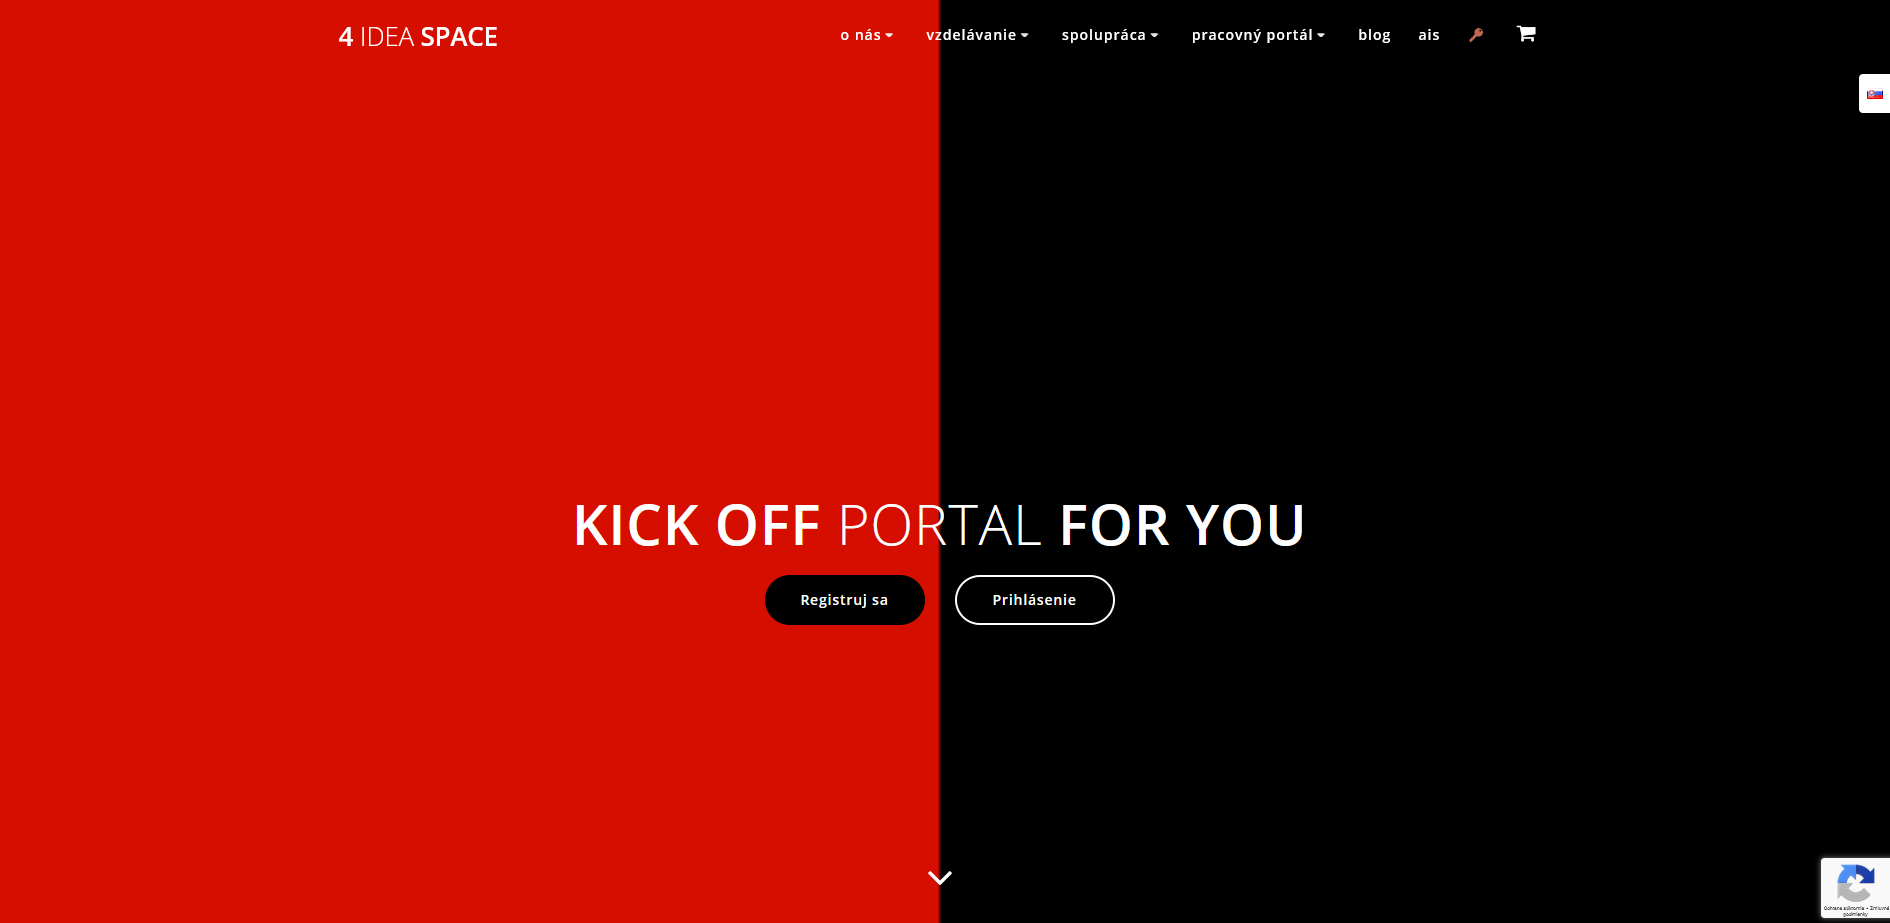 4 IDEA SPACE
o nás vzdelávanie spolupráca pracovný portál blog ais
KICK OFF PORTAL FOR YOU
Registruj sa Prihlásenie
Ochrana súkromia • Zmluvné
podmienky